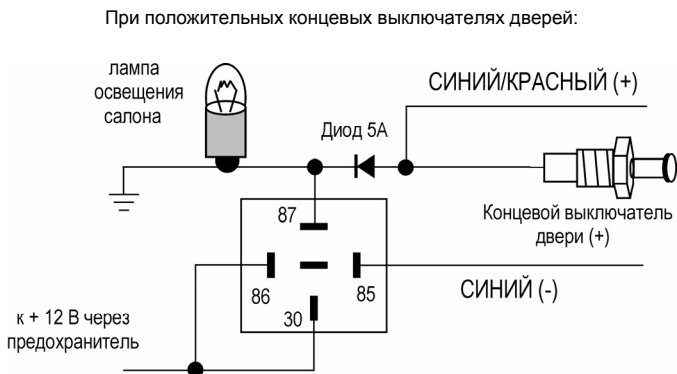 При положительных концевых выключателях дверей:
лампа
освещения
салона
СИНИЙ/КРАСНЫЙ (+)
Диод 5А
Концевой выключатель
двери (+)
87
86
85
30
СИНИЙ (-)
к + 12 В через
предохранитель